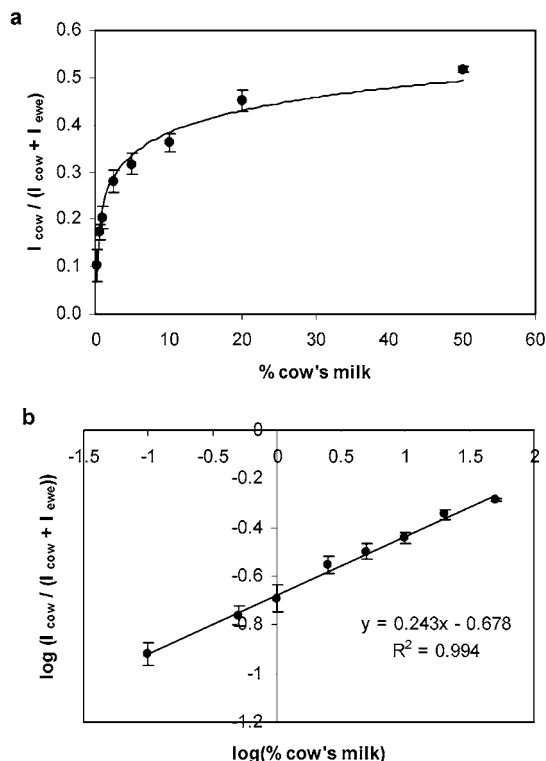 a
0.6
0.5
0.4
0.3
0.2
0.1
0.0
I cow / (I cow + I ewe)
0 10 20 30 40 50 60
% cow's milk
b
0
-1.5 -1 -0.5 0 0.5 1 1.5 2
-0.2
-0.4
-0.6
-0.8
-1
-1.2
log (I cow / (I cow + I ewe))
y = 0.243x - 0.678
R² = 0.994
log(% cow's milk)